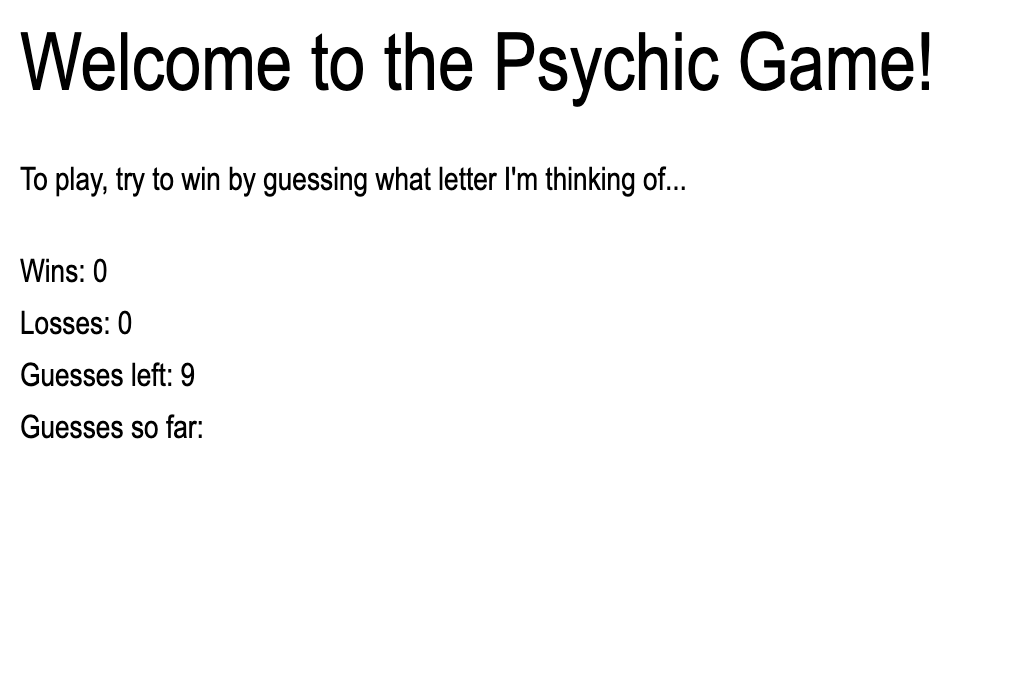 Welcome to the Psychic Game!
To play, try to win by guessing what letter I'm thinking of...
Wins: 0
Losses: 0
Guesses left: 9
Guesses so far: